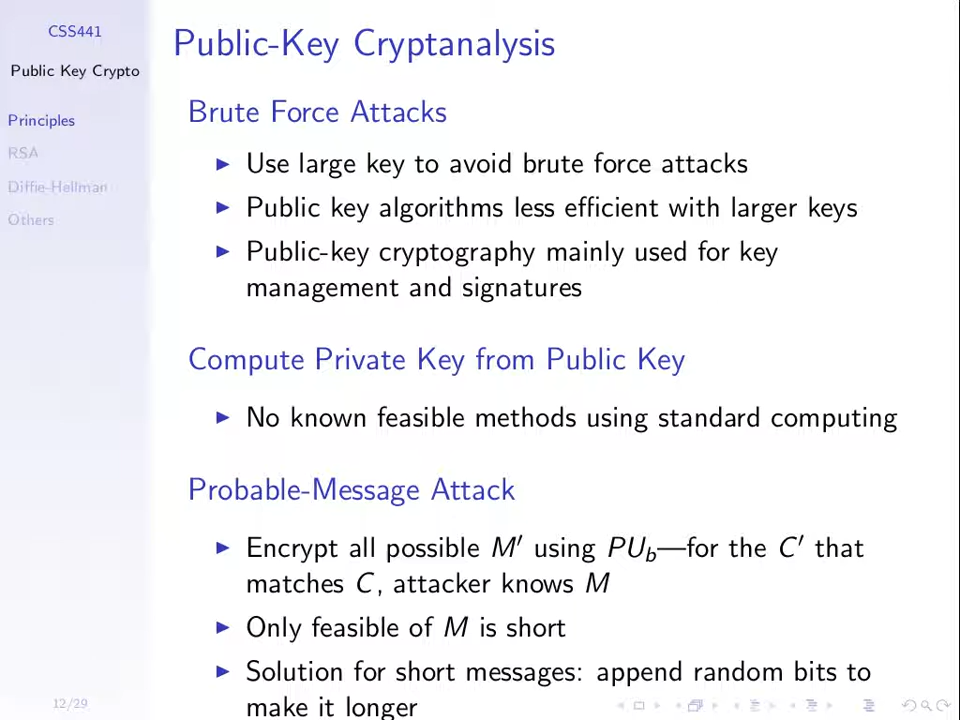 CSS441
Public Key Crypto
Principles
RSA
Diffie-Hellman
Others
Public-Key Cryptanalysis
Brute Force Attacks
Use large key to avoid brute force attacks
Public key algorithms less efficient with larger keys
Public-key cryptography mainly used for key
management and signatures
Compute Private Key from Public Key
No known feasible methods using standard computing
Probable-Message Attack
Encrypt all possible M′ using PU_b—for the C′ that
matches C, attacker knows M
Only feasible of M is short
Solution for short messages: append random bits to
make it longer
12/29